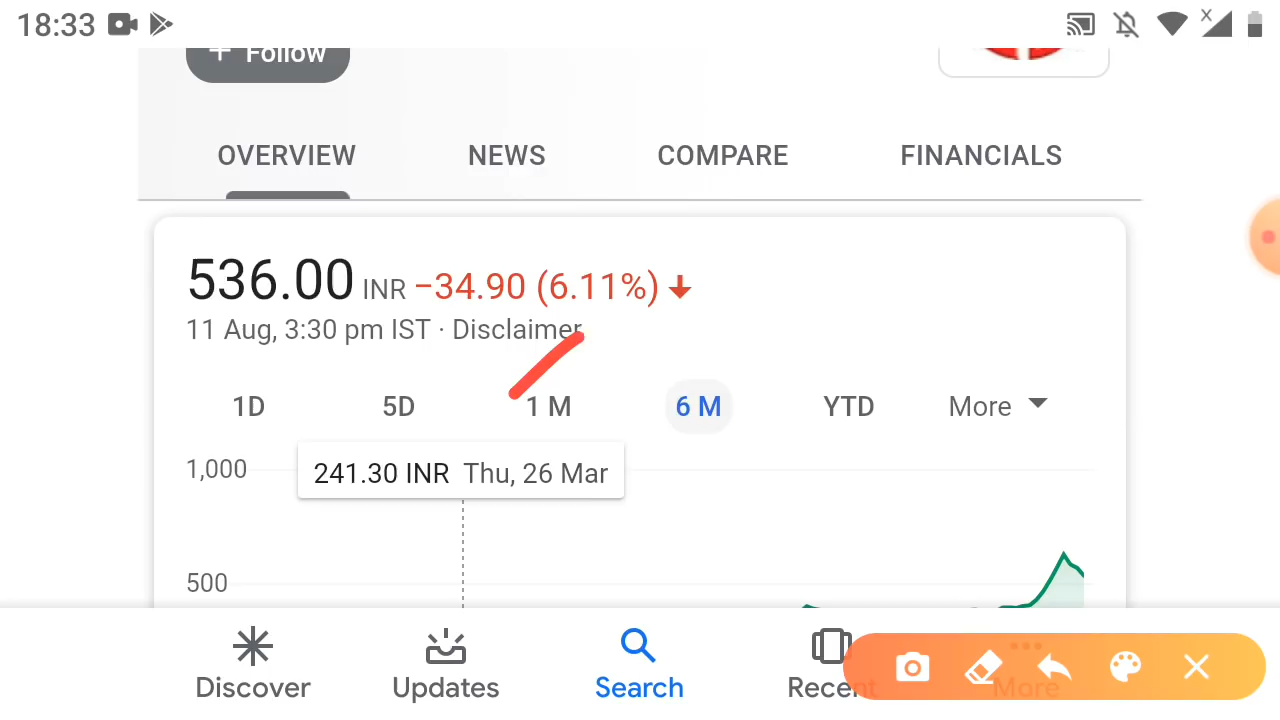 18:33
x
+ Follow
OVERVIEW NEWS COMPARE FINANCIALS
536.00 INR −34.90 (6.11%)
11 Aug, 3:30 pm IST · Disclaimer
1D 5D 1 M 6 M YTD More
241.30 INR Thu, 26 Mar
1,000
500
Discover Updates Search Recent More